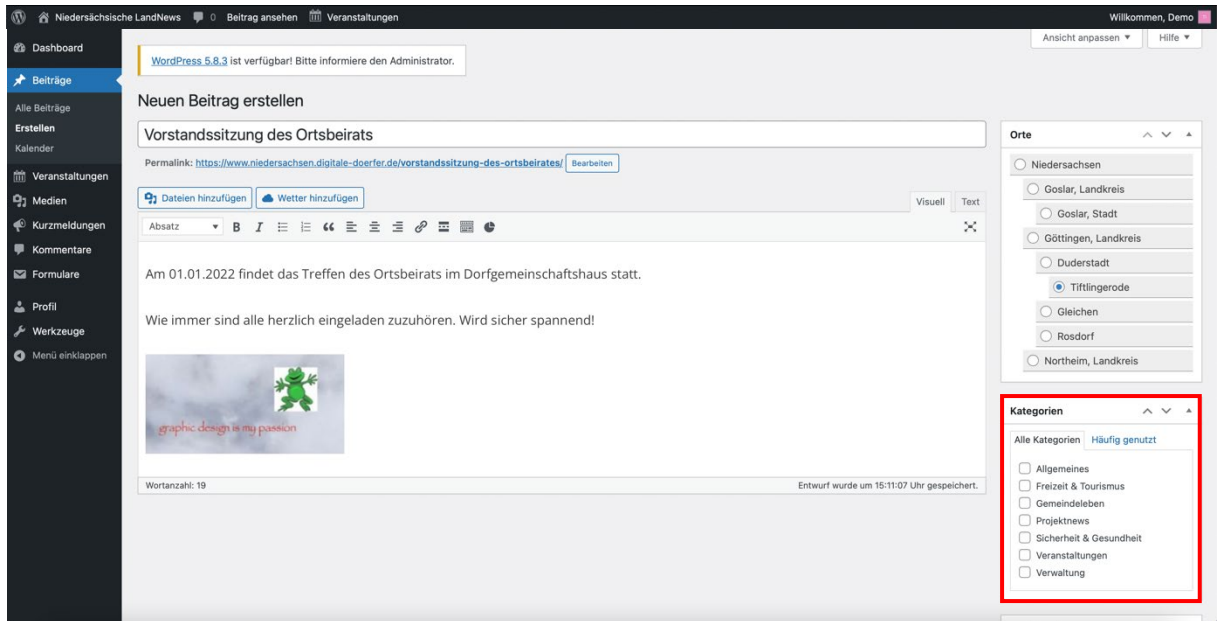 Niedersächsische LandNews 0 Beitrag ansehen Veranstaltungen Willkommen, Demo
Dashboard
Beiträge
Alle Beiträge
Erstellen
Kalender
Veranstaltungen
Medien
Kurzmeldungen
Kommentare
Formulare
Profil
Werkzeuge
Menü einklappen
Ansicht anpassen Hilfe
WordPress 5.8.3 ist verfügbar! Bitte informiere den Administrator.
Neuen Beitrag erstellen
Vorstandssitzung des Ortsbeirats
Permalink: https://www.niedersachsen.digitale-doerfer.de/vorstandssitzung-des-ortsbeirates/ Bearbeiten
Dateien hinzufügen Wetter hinzufügen Visuell Text
Absatz B I
Am 01.01.2022 findet das Treffen des Ortsbeirats im Dorfgemeinschaftshaus statt.
Wie immer sind alle herzlich eingeladen zuzuhören. Wird sicher spannend!
graphic design is my passion
Wortanzahl: 19 Entwurf wurde um 15:11:07 Uhr gespeichert.
Orte
Niedersachsen
Goslar, Landkreis
Goslar, Stadt
Göttingen, Landkreis
Duderstadt
Tiftlingerode
Gleichen
Rosdorf
Northeim, Landkreis
Kategorien
Alle Kategorien Häufig genutzt
Allgemeines
Freizeit & Tourismus
Gemeindeleben
Projektnews
Sicherheit & Gesundheit
Veranstaltungen
Verwaltung